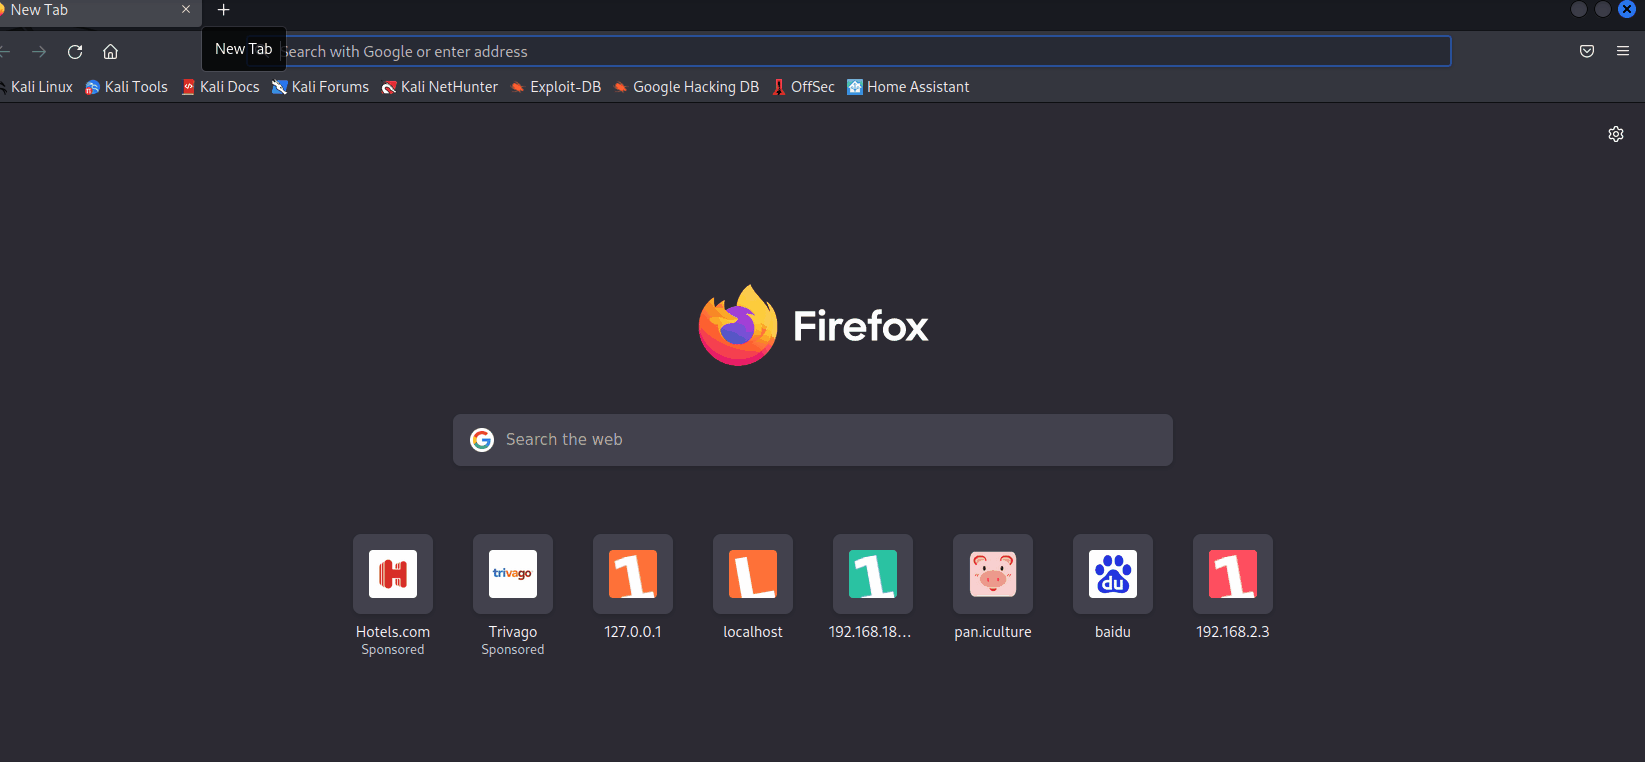 New Tab
New Tab
Search with Google or enter address
Kali Linux Kali Tools Kali Docs Kali Forums Kali NetHunter Exploit-DB Google Hacking DB OffSec Home Assistant
Firefox
Search the web
trivago
du
Hotels.com Trivago 127.0.0.1 localhost 192.168.18… pan.iculture baidu 192.168.2.3
Sponsored Sponsored